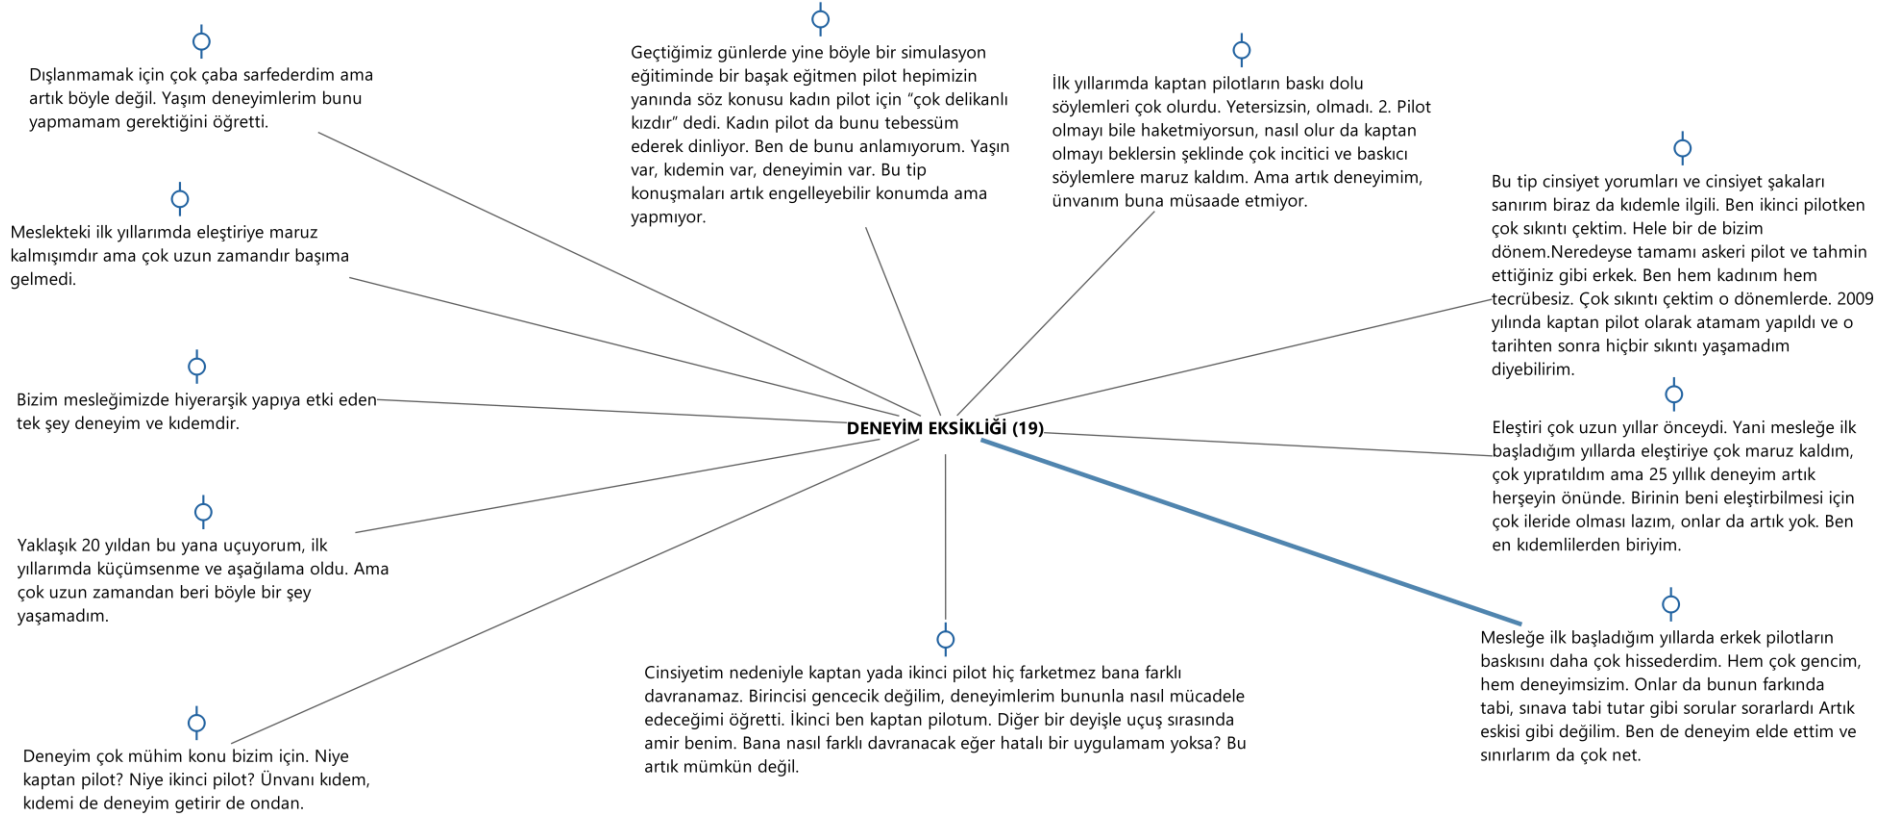 Dışlanmamak için çok çaba sarfederdim ama
artık böyle değil. Yaşım deneyimlerim bunu
yapmamam gerektiğini öğretti.
Geçtiğimiz günlerde yine böyle bir simulasyon
eğitiminde bir başak eğitmen pilot hepimizin
yanında söz konusu kadın pilot için “çok delikanlı
kızdır” dedi. Kadın pilot da bunu tebessüm
ederek dinliyor. Ben de bunu anlamıyorum. Yaşın
var, kıdemin var, deneyimin var. Bu tip
konuşmaları artık engelleyebilir konumda ama
yapmıyor.
İlk yıllarımda kaptan pilotların baskı dolu
söylemleri çok olurdu. Yetersizsin, olmadı. 2. Pilot
olmayı bile haketmiyorsun, nasıl olur da kaptan
olmayı beklersin şeklinde çok incitici ve baskıcı
söylemlere maruz kaldım. Ama artık deneyimim,
ünvanım buna müsaade etmiyor.
Bu tip cinsiyet yorumları ve cinsiyet şakaları
sanırım biraz da kıdemle ilgili. Ben ikinci pilotken
çok sıkıntı çektim. Hele bir de bizim
dönem.Neredeyse tamamı askeri pilot ve tahmin
ettiğiniz gibi erkek. Ben hem kadınım hem
tecrübesiz. Çok sıkıntı çektim o dönemlerde. 2009
yılında kaptan pilot olarak atamam yapıldı ve o
tarihten sonra hiçbir sıkıntı yaşamadım
diyebilirim.
Meslekteki ilk yıllarımda eleştiriye maruz
kalmışımdır ama çok uzun zamandır başıma
gelmedi.
Bizim mesleğimizde hiyerarşik yapıya etki eden
tek şey deneyim ve kıdemdir.
DENEYİM EKSİKLİĞİ (19)
Eleştiri çok uzun yıllar önceydi. Yani mesleğe ilk
başladığım yıllarda eleştiriye çok maruz kaldım,
çok yıpratıldım ama 25 yıllık deneyim artık
herşeyin önünde. Birinin beni eleştirbilmesi için
çok ileride olması lazım, onlar da artık yok. Ben
en kıdemlilerden biriyim.
Yaklaşık 20 yıldan bu yana uçuyorum, ilk
yıllarımda küçümsenme ve aşağılama oldu. Ama
çok uzun zamandan beri böyle bir şey
yaşamadım.
Mesleğe ilk başladığım yıllarda erkek pilotların
baskısını daha çok hissederdim. Hem çok gencim,
hem deneyimsizim. Onlar da bunun farkında
tabi, sınava tabi tutar gibi sorular sorarlardı Artık
eskisi gibi değilim. Ben de deneyim elde ettim ve
sınırlarım da çok net.
Cinsiyetim nedeniyle kaptan yada ikinci pilot hiç farketmez bana farklı
davranamaz. Birincisi gencecik değilim, deneyimlerim bununla nasıl mücadele
edeceğimi öğretti. İkinci ben kaptan pilotum. Diğer bir deyişle uçuş sırasında
amir benim. Bana nasıl farklı davranacak eğer hatalı bir uygulamam yoksa? Bu
artık mümkün değil.
Deneyim çok mühim konu bizim için. Niye
kaptan pilot? Niye ikinci pilot? Ünvanı kıdem,
kıdemi de deneyim getirir de ondan.